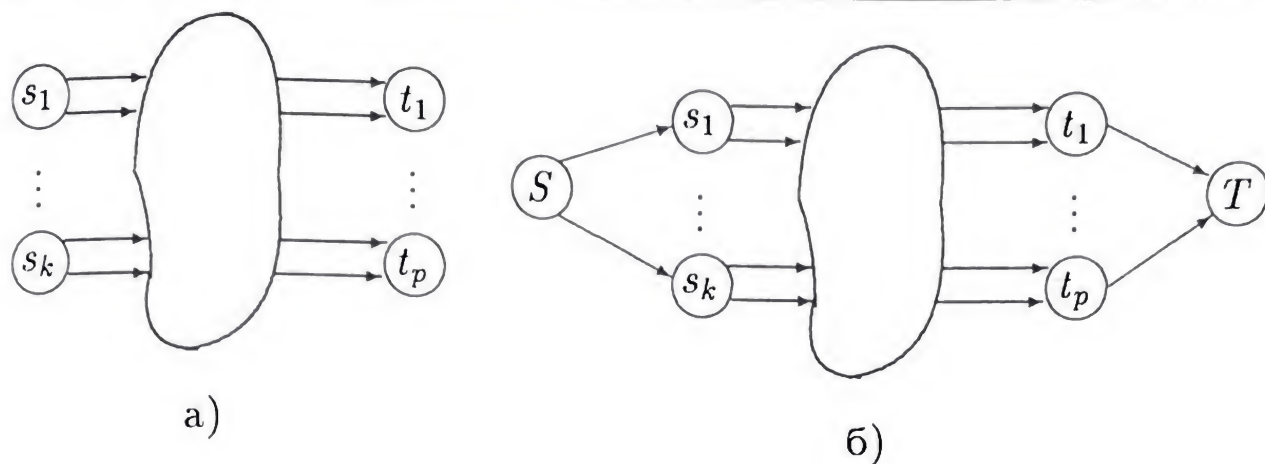 s₁ t₁
⋮ ⋮
sₖ tₚ
а)
s₁ t₁
S ⋮ ⋮ T
sₖ tₚ
б)